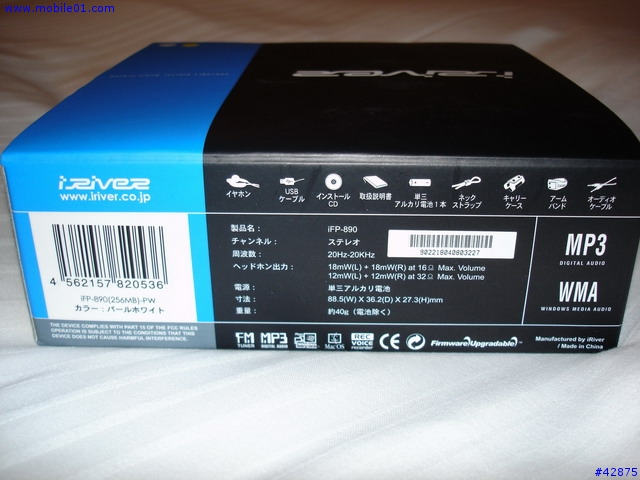 www.mobile01.com
iRiver
iRiver
www.iriver.co.jp
イヤホン
USB
ケーブル
インストール
CD
取扱説明書
単三
アルカリ電池1本
ネック
ストラップ
キャリー
ケース
アーム
バンド
オーディオ
ケーブル
4 562157 820536
iFP-890(256MB)-PW
カラー：パールホワイト
THE DEVICE COMPLIES WITH PART 15 OF THE FCC RULES
OPERATION IS SUBJECT TO THE CONDITIONS THAT THIS
DEVICE DOES NOT CAUSE HARMFUL INTERFERENCE.
製品名： iFP-890
チャンネル： ステレオ
周波数： 20Hz-20KHz
ヘッドホン出力： 18mW(L) + 18mW(R) at 16Ω Max. Volume
12mW(L) + 12mW(R) at 32Ω Max. Volume
電源： 単三アルカリ電池
寸法： 88.5(W) X 36.2(D) X 27.3(H)mm
重量： 約40g (電池除く)
902218040803227
MP3
DIGITAL AUDIO
WMA
WINDOWS MEDIA AUDIO
FM
TUNER
MP3
DIGITAL AUDIO
Mac OS
REC
VOICE
recorder
CE
Firmware Upgradable
Manufactured by iRiver
/ Made in China
#42875